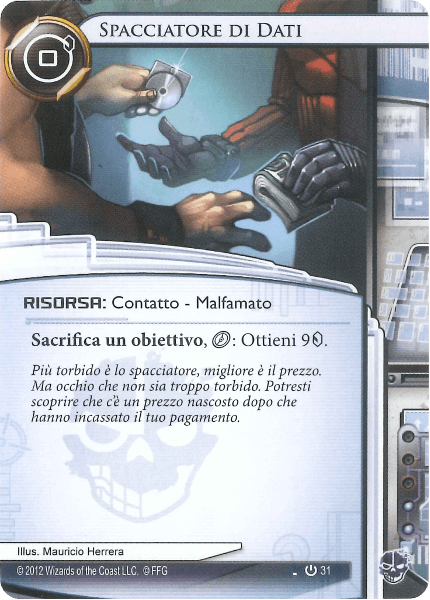 SPACCIATORE DI DATI
RISORSA: Contatto - Malfamato
Sacrifica un obiettivo, : Ottieni 9.
Più torbido è lo spacciatore, migliore è il prezzo.
Ma occhio che non sia troppo torbido. Potresti
scoprire che c'è un prezzo nascosto dopo che
hanno incassato il tuo pagamento.
Illus. Mauricio Herrera
© 2012 Wizards of the Coast LLC. © FFG
31